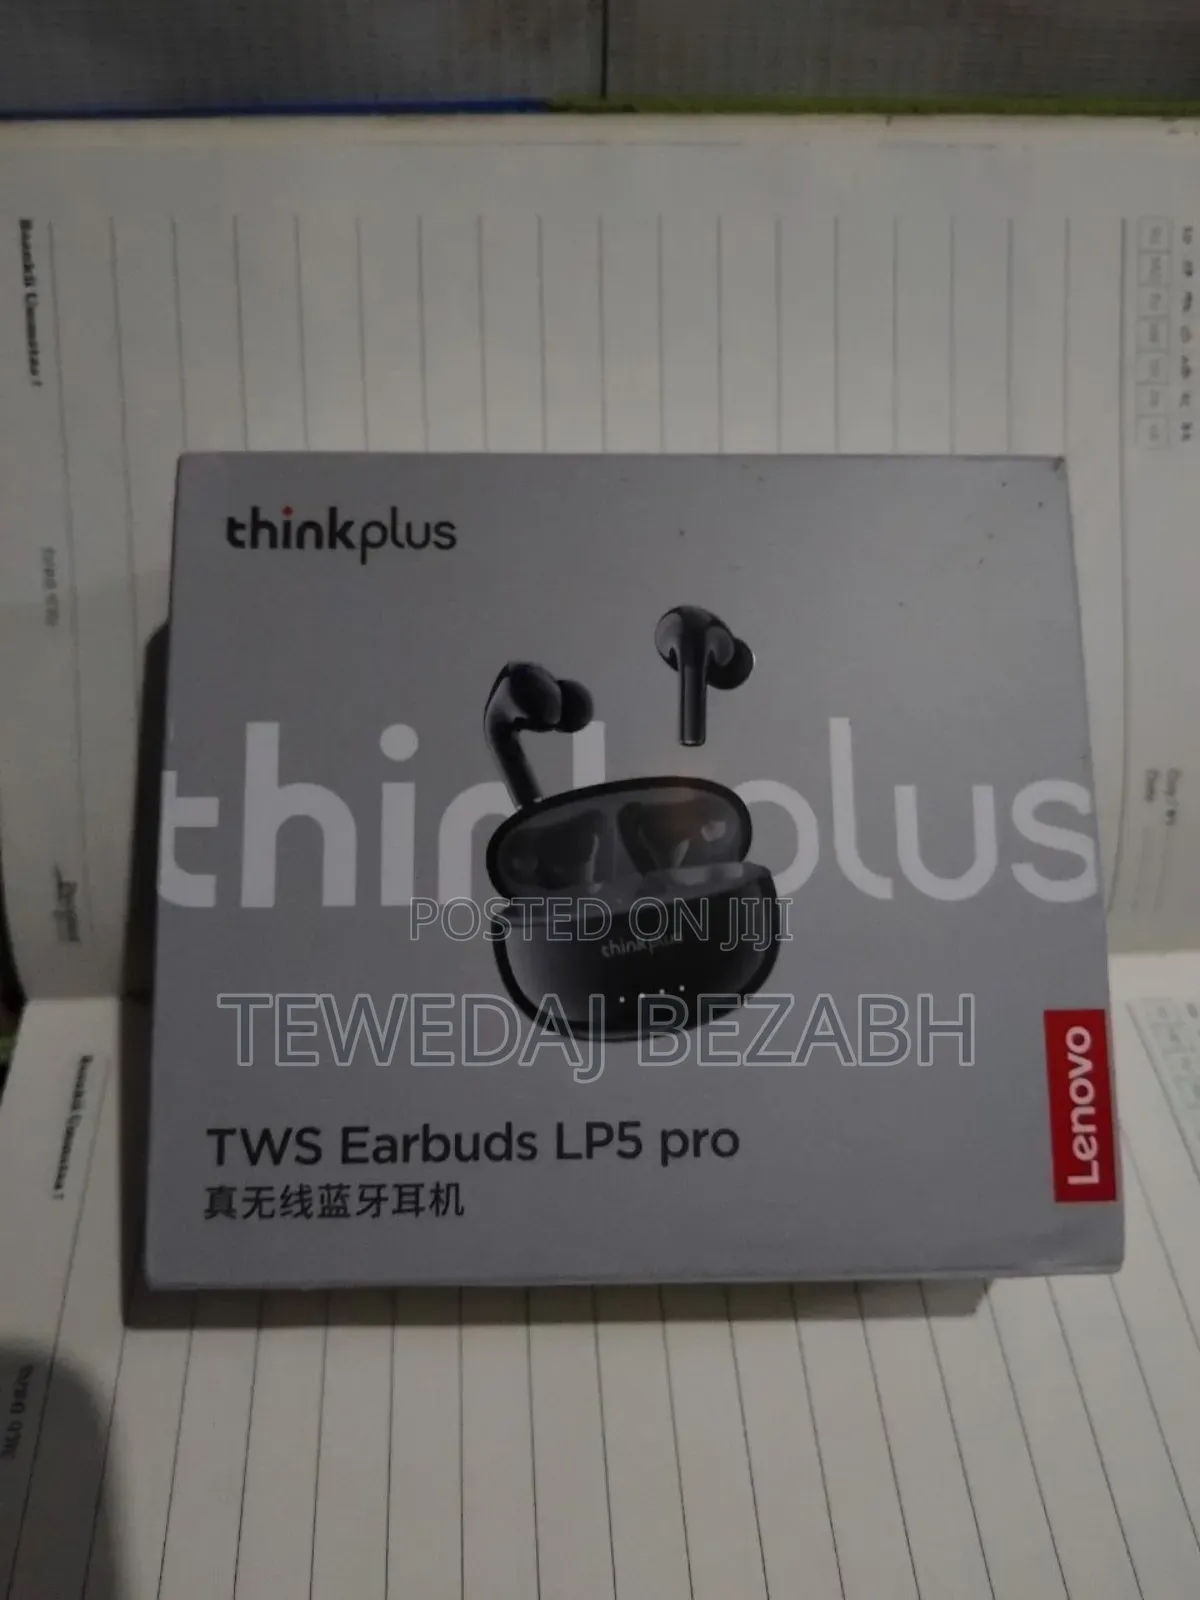 thinkplus
thinkplus
thinkplus
POSTED ON JIJI
TEWEDAJ BEZABH
Lenovo
TWS Earbuds LP5 pro
真无线蓝牙耳机